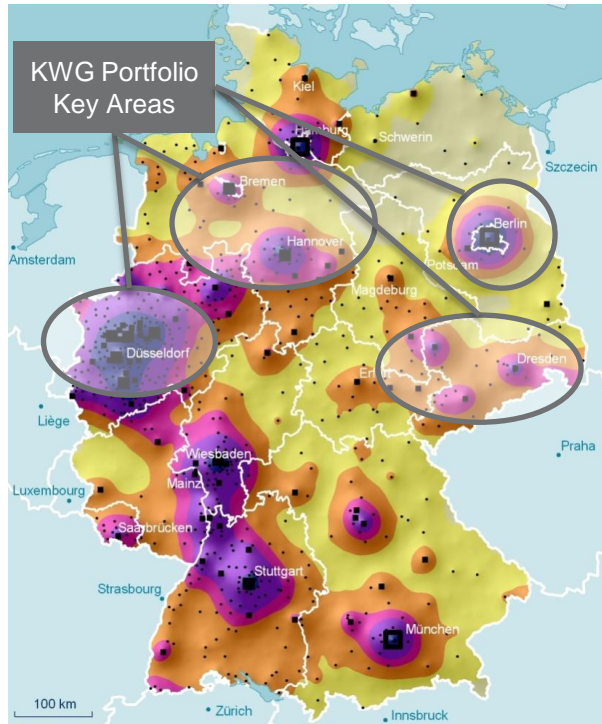 KWG Portfolio
Key Areas
Kiel
Hamburg
Schwerin
Szczecin
Bremen
Berlin
Hannover
Amsterdam
Potsdam
Magdeburg
Düsseldorf
Dresden
Erfurt
Liège
Praha
Wiesbaden
Mainz
Luxembourg
Saarbrücken
Stuttgart
Strasbourg
München
100 km
Zürich
Innsbruck